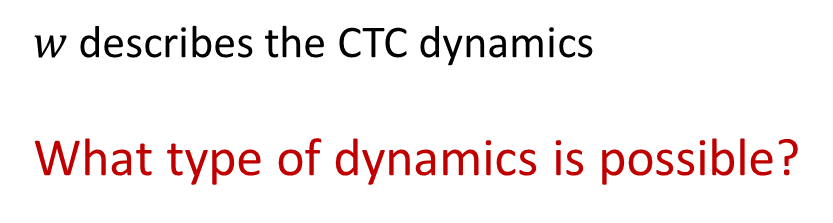 w describes the CTC dynamics
What type of dynamics is possible?